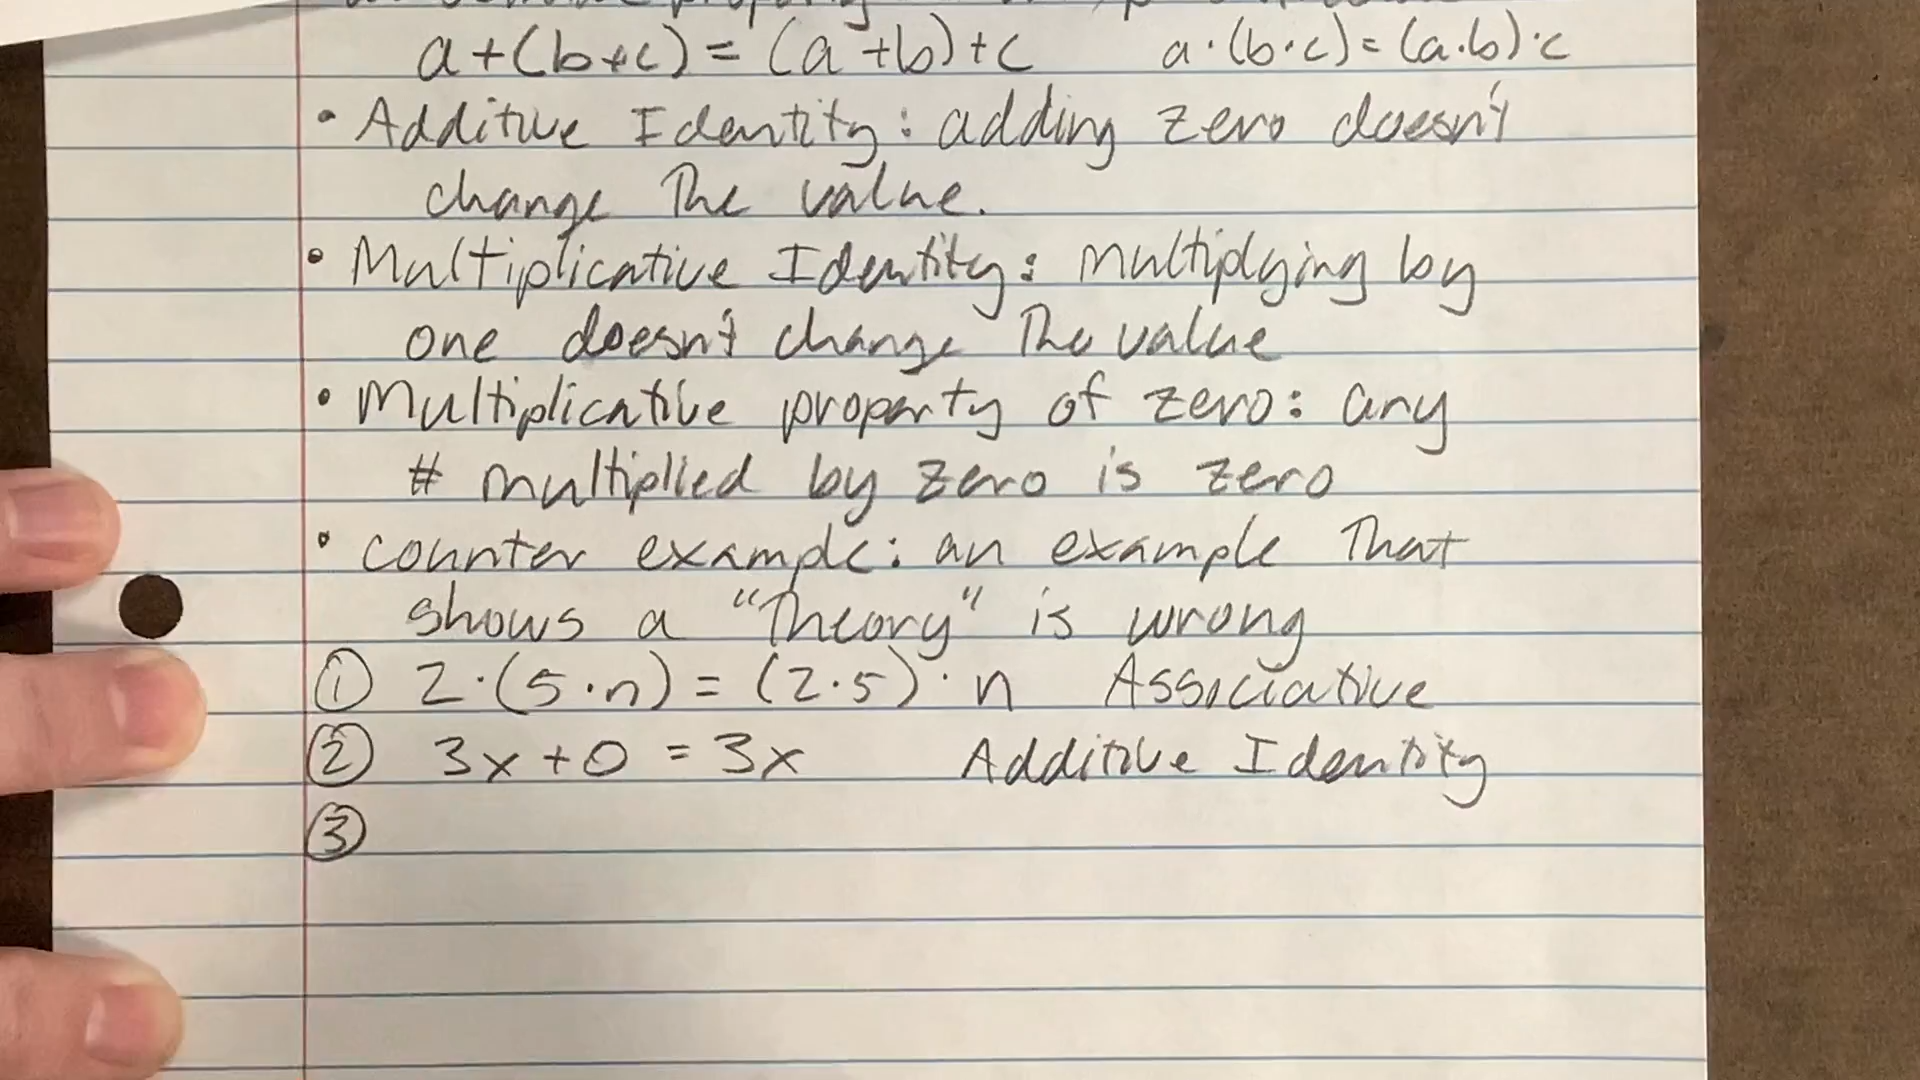 property
a+(b+c) = (a+b)+c a·(b·c)=(a·b)·c
• Additive Identity: adding zero doesn't
change the value.
• Multiplicative Identity: multiplying by
one doesn't change the value
• Multiplicative property of zero: any
# multiplied by zero is zero
• counter example: an example that
shows a "theory" is wrong
① 2·(5·n) = (2·5)·n Associative
② 3x+0 = 3x Additive Identity
③